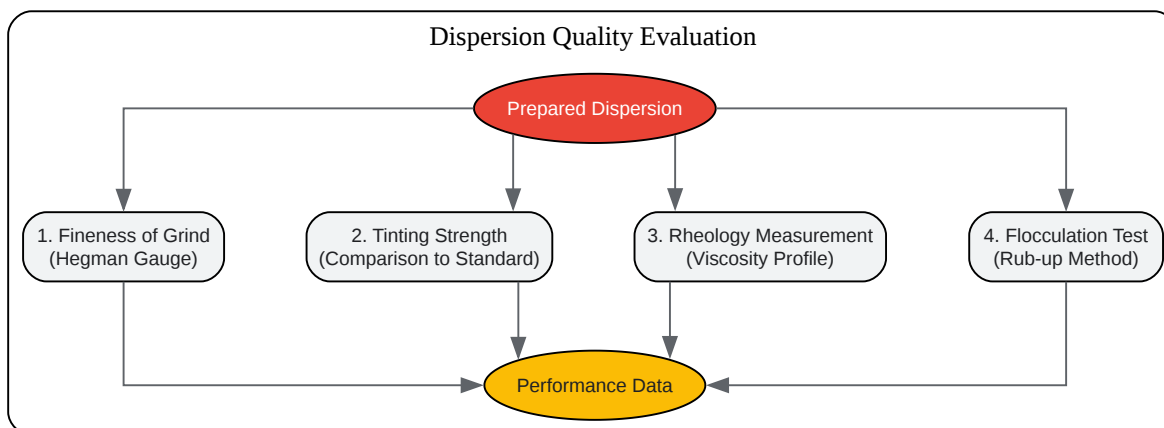 Dispersion Quality Evaluation
Prepared Dispersion
1. Fineness of Grind
(Hegman Gauge)
2. Tinting Strength
(Comparison to Standard)
3. Rheology Measurement
(Viscosity Profile)
4. Flocculation Test
(Rub-up Method)
Performance Data